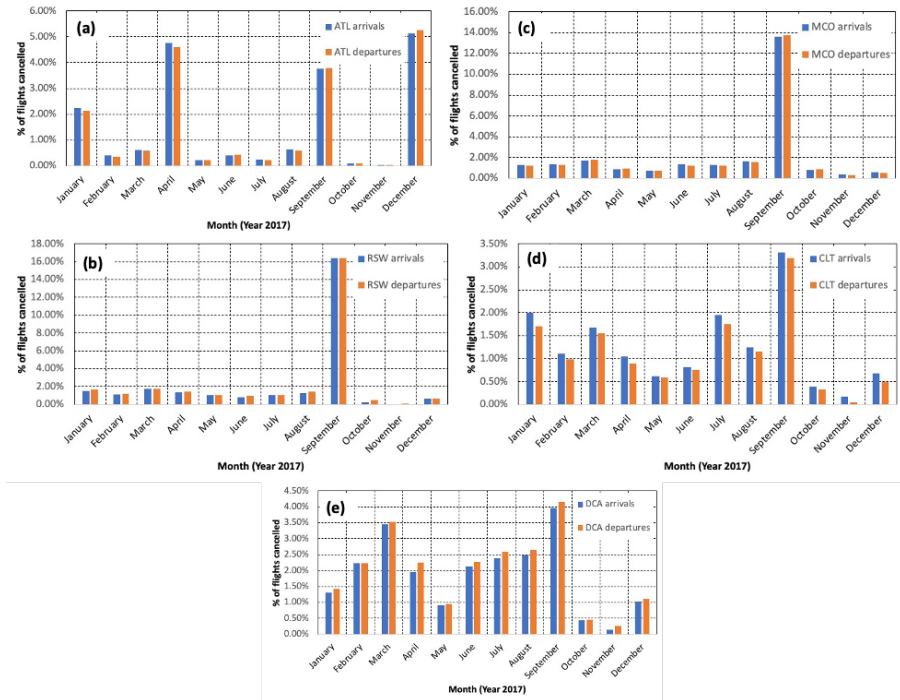 (a)
ATL arrivals
ATL departures
% of flights cancelled
6.00%
5.00%
4.00%
3.00%
2.00%
1.00%
0.00%
January
February
March
April
May
June
July
August
September
October
November
December
Month (Year 2017)
(c)
MCO arrivals
MCO departures
% of flights cancelled
16.00%
14.00%
12.00%
10.00%
8.00%
6.00%
4.00%
2.00%
0.00%
January
February
March
April
May
June
July
August
September
October
November
December
(b)
RSW arrivals
RSW departures
% of flights cancelled
18.00%
16.00%
14.00%
12.00%
10.00%
8.00%
6.00%
4.00%
2.00%
0.00%
January
February
March
April
May
June
July
August
September
October
November
December
Month (Year 2017)
(d)
CLT arrivals
CLT departures
% of flights cancelled
3.50%
3.00%
2.50%
2.00%
1.50%
1.00%
0.50%
0.00%
January
February
March
April
May
June
July
August
September
October
November
December
Month (Year 2017)
(e)
DCA arrivals
DCA departures
% of flights cancelled
4.50%
4.00%
3.50%
3.00%
2.50%
2.00%
1.50%
1.00%
0.50%
0.00%
January
February
March
April
May
June
July
August
September
October
November
December
Month (Year 2017)